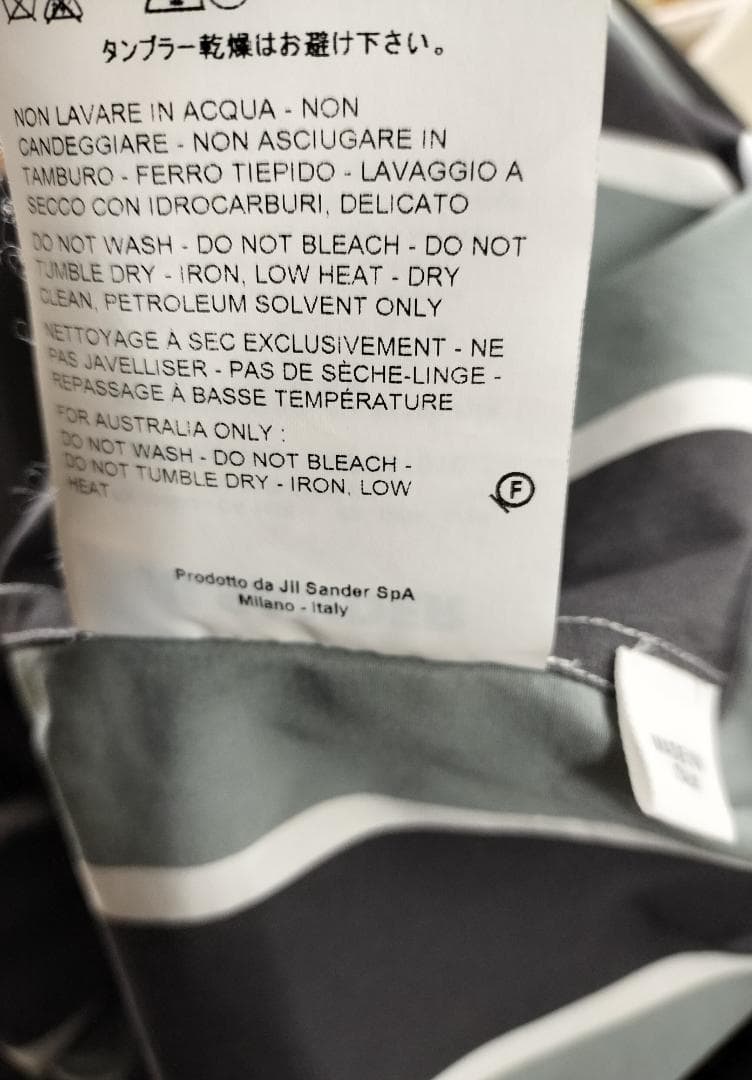 タンブラー乾燥はお避け下さい。
NON LAVARE IN ACQUA - NON
CANDEGGIARE - NON ASCIUGARE IN
TAMBURO - FERRO TIEPIDO - LAVAGGIO A
SECCO CON IDROCARBURI, DELICATO
DO NOT WASH - DO NOT BLEACH - DO NOT
TUMBLE DRY - IRON, LOW HEAT - DRY
CLEAN, PETROLEUM SOLVENT ONLY
NETTOYAGE À SEC EXCLUSIVEMENT - NE
PAS JAVELLISER - PAS DE SÈCHE-LINGE -
REPASSAGE À BASSE TEMPÉRATURE
FOR AUSTRALIA ONLY :
DO NOT WASH - DO NOT BLEACH -
DO NOT TUMBLE DRY - IRON, LOW
HEAT
F
Prodotto da Jil Sander SpA
Milano - Italy